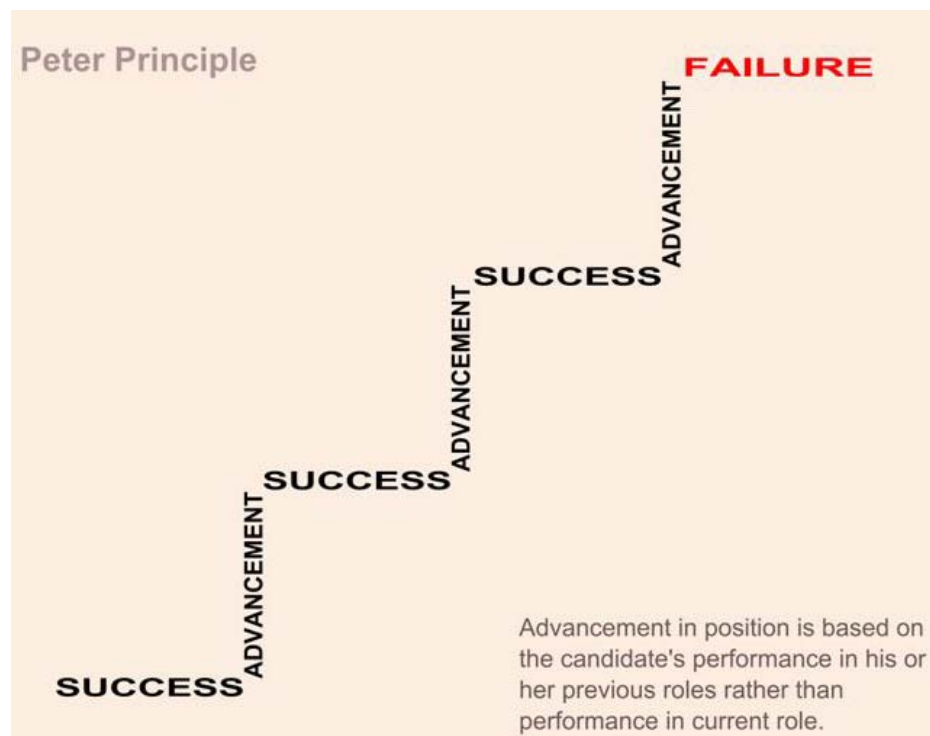 Peter Principle
FAILURE
ADVANCEMENT
SUCCESS
ADVANCEMENT
SUCCESS
ADVANCEMENT
SUCCESS
Advancement in position is based on
the candidate's performance in his or
her previous roles rather than
performance in current role.